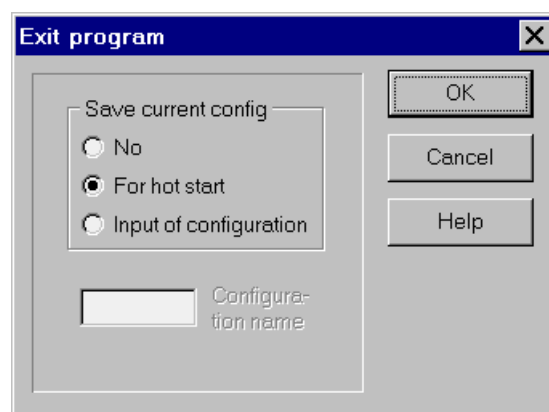 Exit program
Save current config
No
For hot start
Input of configuration
Configura-
tion name
OK
Cancel
Help